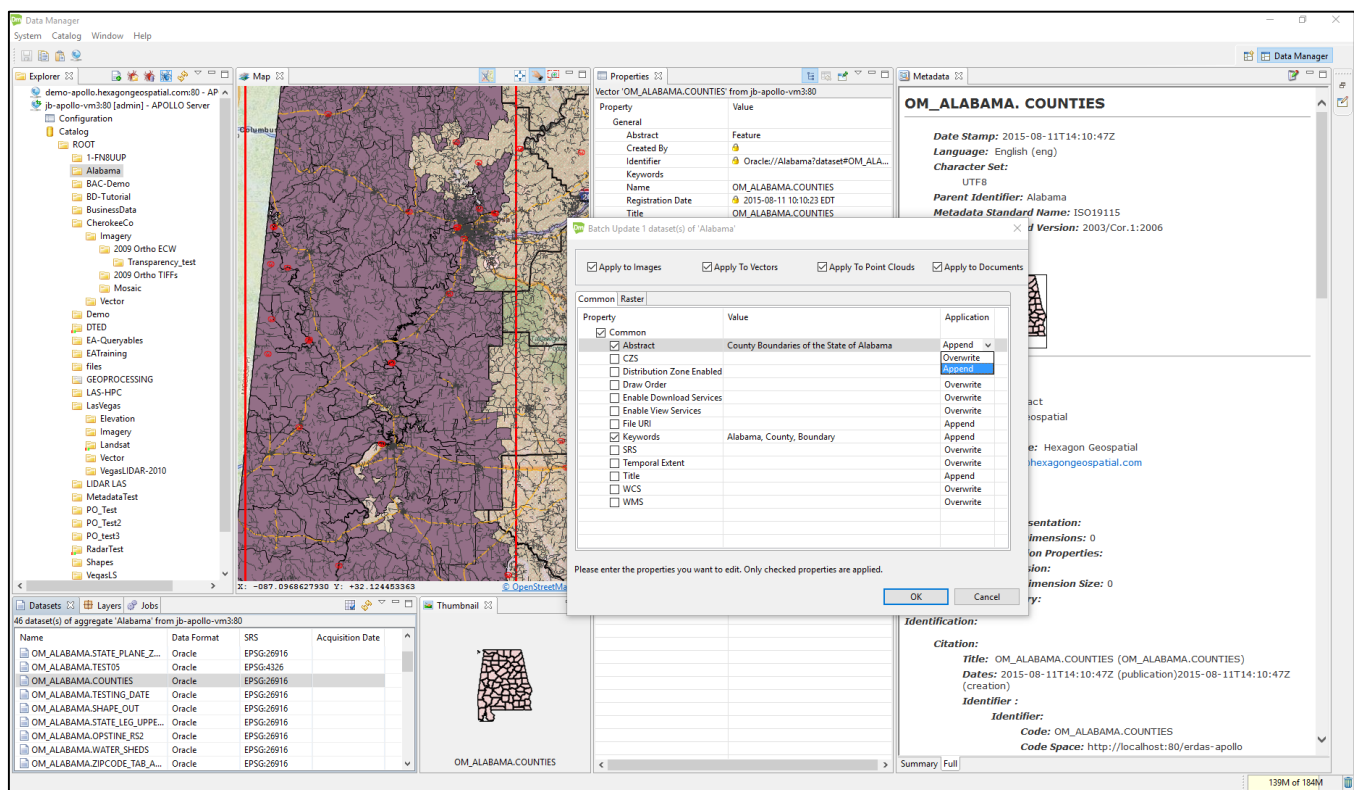 Data Manager
System Catalog Window Help
Data Manager
Explorer
demo-apollo.hexagongeospatial.com:80 - AP
jb-apollo-vm3:80 [admin] - APOLLO Server
Configuration
Catalog
ROOT
1-FN8UUP
Alabama
BAC-Demo
BD-Tutorial
BusinessData
CherokeeCo
Imagery
2009 Ortho ECW
Transparency_test
2009 Ortho TIFFs
Mosaic
Vector
Demo
DTED
EA-Queryables
EATraining
files
GEOPROCESSING
LAS-HPC
LasVegas
Elevation
Imagery
Landsat
Vector
VegasLIDAR-2010
LIDAR LAS
MetadataTest
PO_Test
PO_Test2
PO_test3
RadarTest
Shapes
VegasLS
Map
Columbu
X: -087.0968627930 Y: +32.124453363
© OpenStreetMa
Properties
Vector 'OM_ALABAMA.COUNTIES' from jb-apollo-vm3:80
Property Value
General
Abstract Feature
Created By
Identifier Oracle://Alabama?dataset#OM_ALA...
Keywords
Name OM_ALABAMA.COUNTIES
Registration Date 2015-08-11 10:10:23 EDT
Title OM_ALABAMA.COUNTIES
Batch Update 1 dataset(s) of 'Alabama'
Apply to Images Apply To Vectors Apply To Point Clouds Apply to Documents
Common Raster
Property Value Application
Common
Abstract County Boundaries of the State of Alabama Append
CZS Overwrite
Distribution Zone Enabled Append
Draw Order Overwrite
Enable Download Services Overwrite
Enable View Services Overwrite
File URI Append
Keywords Alabama, County, Boundary Append
SRS Overwrite
Temporal Extent Overwrite
Title Append
WCS Overwrite
WMS Overwrite
Please enter the properties you want to edit. Only checked properties are applied.
OK Cancel
Metadata
OM_ALABAMA. COUNTIES
Date Stamp: 2015-08-11T14:10:47Z
Language: English (eng)
Character Set:
UTF8
Parent Identifier: Alabama
Metadata Standard Name: ISO19115
d Version: 2003/Cor.1:2006
act
eospatial
e: Hexagon Geospatial
hexagongeospatial.com
sentation:
imensions: 0
on Properties:
sion:
imension Size: 0
ry:
Identification:
Citation:
Title: OM_ALABAMA.COUNTIES (OM_ALABAMA.COUNTIES)
Dates: 2015-08-11T14:10:47Z (publication)2015-08-11T14:10:47Z
(creation)
Identifier :
Identifier:
Code: OM_ALABAMA.COUNTIES
Code Space: http://localhost:80/erdas-apollo
Summary Full
Datasets Layers Jobs
46 dataset(s) of aggregate 'Alabama' from jb-apollo-vm3:80
Name Data Format SRS Acquisition Date
OM_ALABAMA.STATE_PLANE_Z... Oracle EPSG:26916
OM_ALABAMA.TEST05 Oracle EPSG:4326
OM_ALABAMA.COUNTIES Oracle EPSG:26916
OM_ALABAMA.TESTING_DATE Oracle EPSG:26916
OM_ALABAMA.SHAPE_OUT Oracle EPSG:26916
OM_ALABAMA.STATE_LEG_UPPE... Oracle EPSG:26916
OM_ALABAMA.OPSTINE_RS2 Oracle EPSG:26916
OM_ALABAMA.WATER_SHEDS Oracle EPSG:26916
OM_ALABAMA.ZIPCODE_TAB_A... Oracle EPSG:26916
Thumbnail
OM_ALABAMA.COUNTIES
139M of 184M